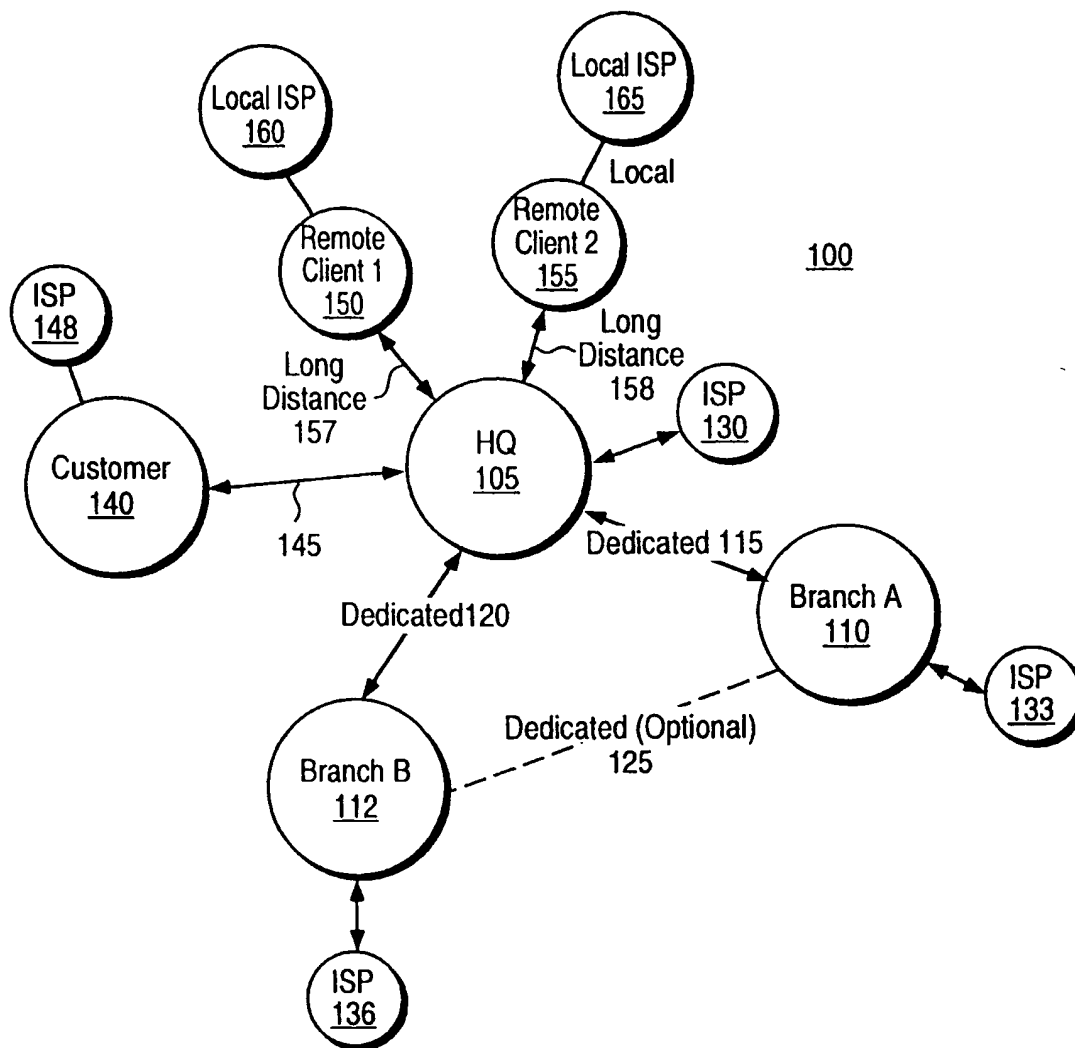 Local ISP
160
Local ISP
165
Local
Remote
Client 1
150
Remote
Client 2
155
100
ISP
148
Long
Distance
157
Long
Distance
158
ISP
130
Customer
140
HQ
105
145
Dedicated 115
Branch A
110
Dedicated120
ISP
133
Dedicated (Optional)
125
Branch B
112
ISP
136